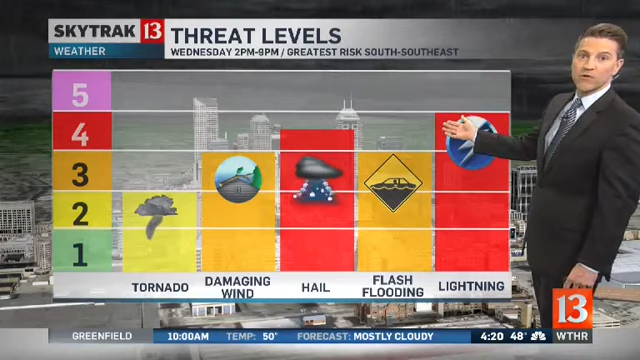 SKYTRAK 13
WEATHER
THREAT LEVELS
WEDNESDAY 2PM-9PM / GREATEST RISK SOUTH-SOUTHEAST
5
4
3
2
1
TORNADO
DAMAGING
WIND
HAIL
FLASH
FLOODING
LIGHTNING
13
GREENFIELD 10:00AM TEMP: 50° FORECAST: MOSTLY CLOUDY 4:20 48° WTHR